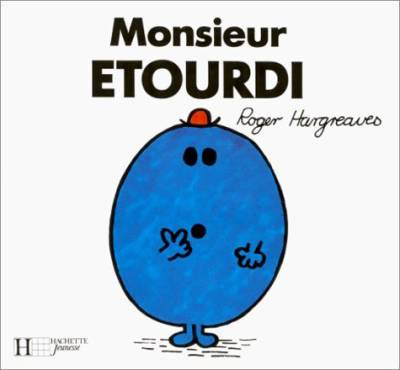 Monsieur
ETOURDI
Roger Hargreaves
H HACHETTE
Jeunesse